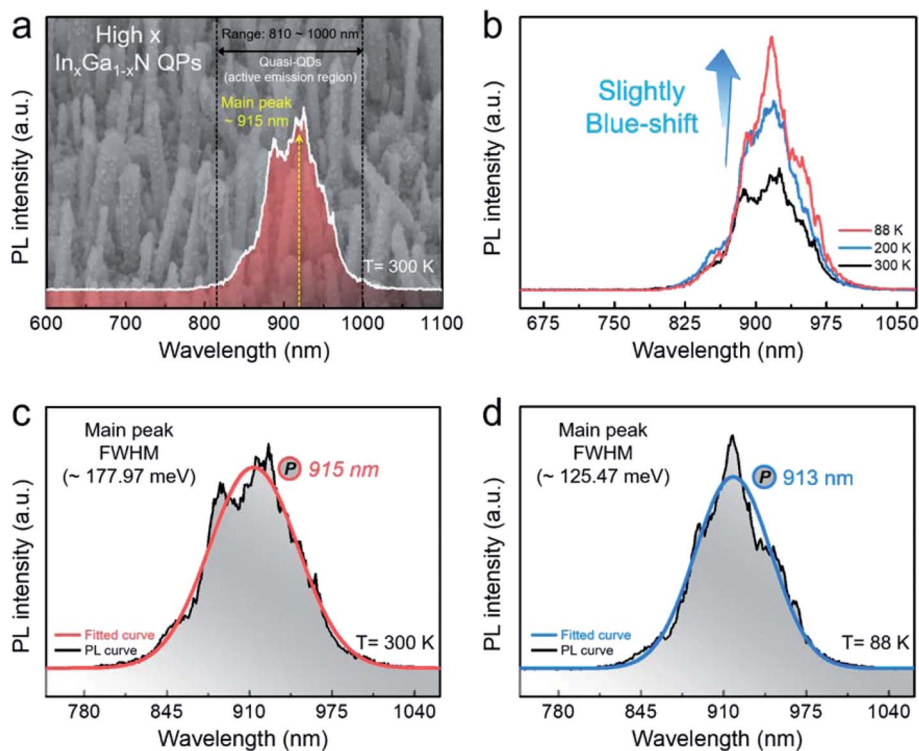 a
High x
InₓGa₁₋ₓN QPs
Range: 810 ~ 1000 nm
Quasi-QDs
(active emission region)
Main peak
~ 915 nm
T= 300 K
PL intensity (a.u.)
600 700 800 900 1000 1100
Wavelength (nm)
b
Slightly
Blue-shift
88 K
200 K
300 K
PL intensity (a.u.)
675 750 825 900 975 1050
Wavelength (nm)
c
Main peak
FWHM
(~ 177.97 meV)
P 915 nm
Fitted curve
PL curve
T= 300 K
PL intensity (a.u.)
780 845 910 975 1040
Wavelength (nm)
d
Main peak
FWHM
(~ 125.47 meV)
P 913 nm
Fitted curve
PL curve
T= 88 K
PL intensity (a.u.)
780 845 910 975 1040
Wavelength (nm)